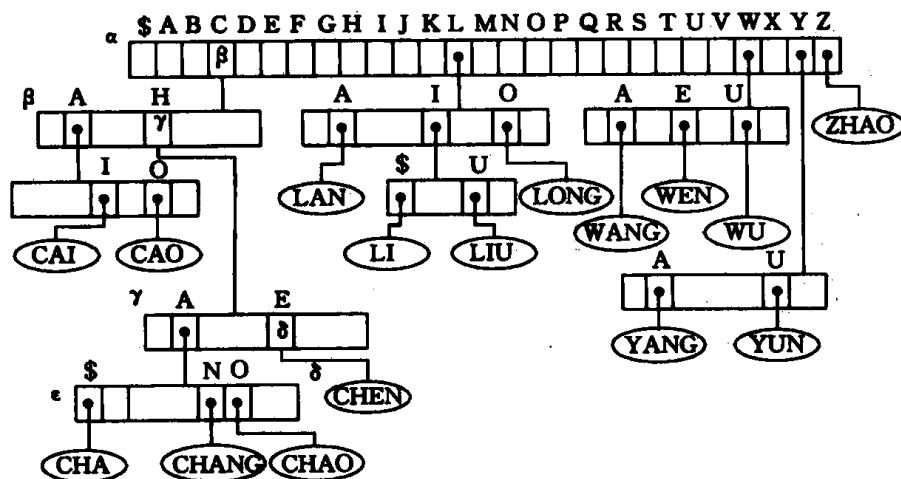 $ A B C D E F G H I J K L M N O P Q R S T U V W X Y Z
α β
β A H A I O A E U
γ ZHAO
I O $ U LAN LONG WEN
WANG WU
CAI CAO LI LIU
A U
γ A E
δ YANG YUN
$ N O δ CHEN
ε
CHA CHANG CHAO